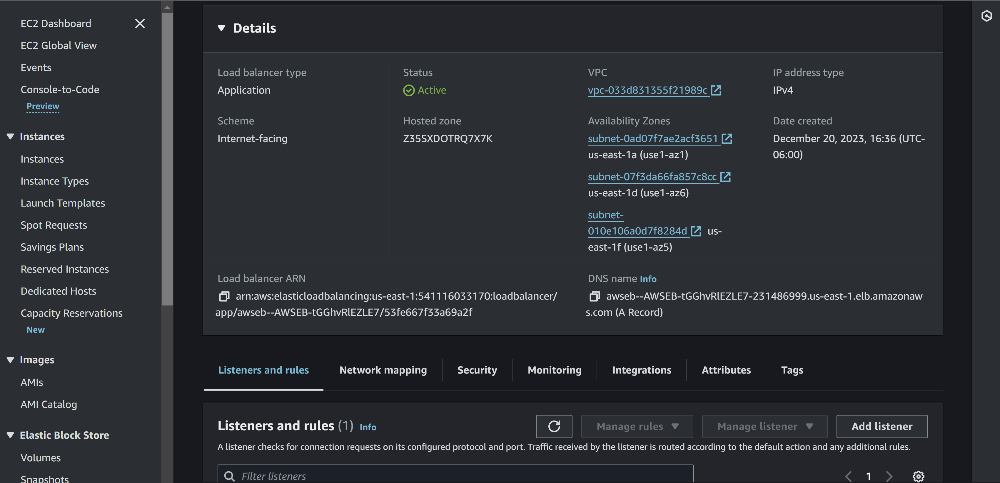 EC2 Dashboard
EC2 Global View
Events
Console-to-Code
Preview
Instances
Instances
Instance Types
Launch Templates
Spot Requests
Savings Plans
Reserved Instances
Dedicated Hosts
Capacity Reservations
New
Images
AMIs
AMI Catalog
Elastic Block Store
Volumes
Snapshots
Details
Load balancer type
Application
Status
Active
VPC
vpc-033d831355f21989c
IP address type
IPv4
Scheme
Internet-facing
Hosted zone
Z35SXDOTRQ7X7K
Availability Zones
subnet-0ad07f7ae2acf3651
us-east-1a (use1-az1)
subnet-07f3da66fa857c8cc
us-east-1d (use1-az6)
subnet-
010e106a0d7f8284d us-
east-1f (use1-az5)
Date created
December 20, 2023, 16:36 (UTC-
06:00)
Load balancer ARN
arn:aws:elasticloadbalancing:us-east-1:541116033170:loadbalancer/
app/awseb--AWSEB-tGGhvRlEZLE7/53fe667f33a69a2f
DNS name Info
awseb--AWSEB-tGGhvRlEZLE7-231486999.us-east-1.elb.amazonaw
s.com (A Record)
Listeners and rules
Network mapping
Security
Monitoring
Integrations
Attributes
Tags
Listeners and rules (1) Info
Manage rules
Manage listener
Add listener
A listener checks for connection requests on its configured protocol and port. Traffic received by the listener is routed according to the default action and any additional rules.
Filter listeners
1